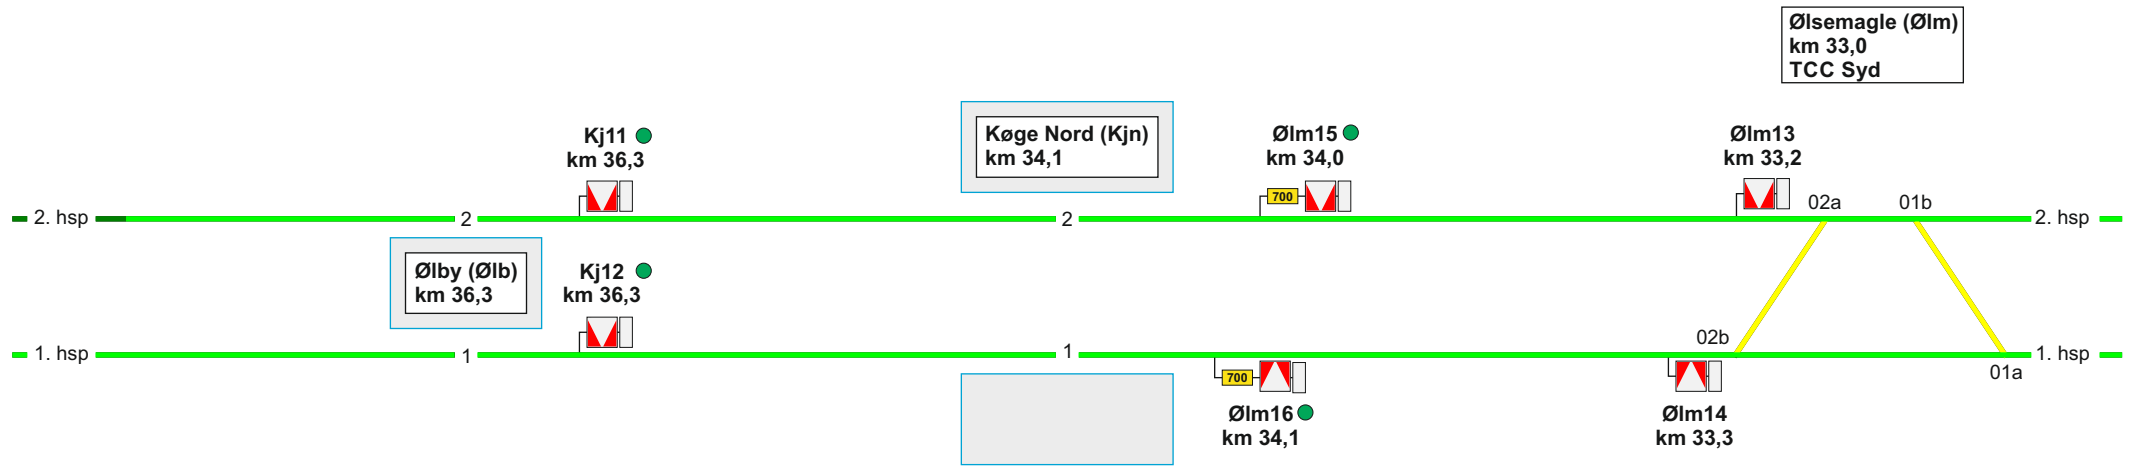 Ølsemagle (Ølm)
km 33,0
TCC Syd
Kj11
km 36,3
Køge Nord (Kjn)
km 34,1
Ølm15
km 34,0
700
Ølm13
km 33,2
02a
01b
2. hsp
2
2
2. hsp
Ølby (Ølb)
km 36,3
Kj12
km 36,3
02b
1. hsp
1
1
1. hsp
01a
700
Ølm16
km 34,1
Ølm14
km 33,3